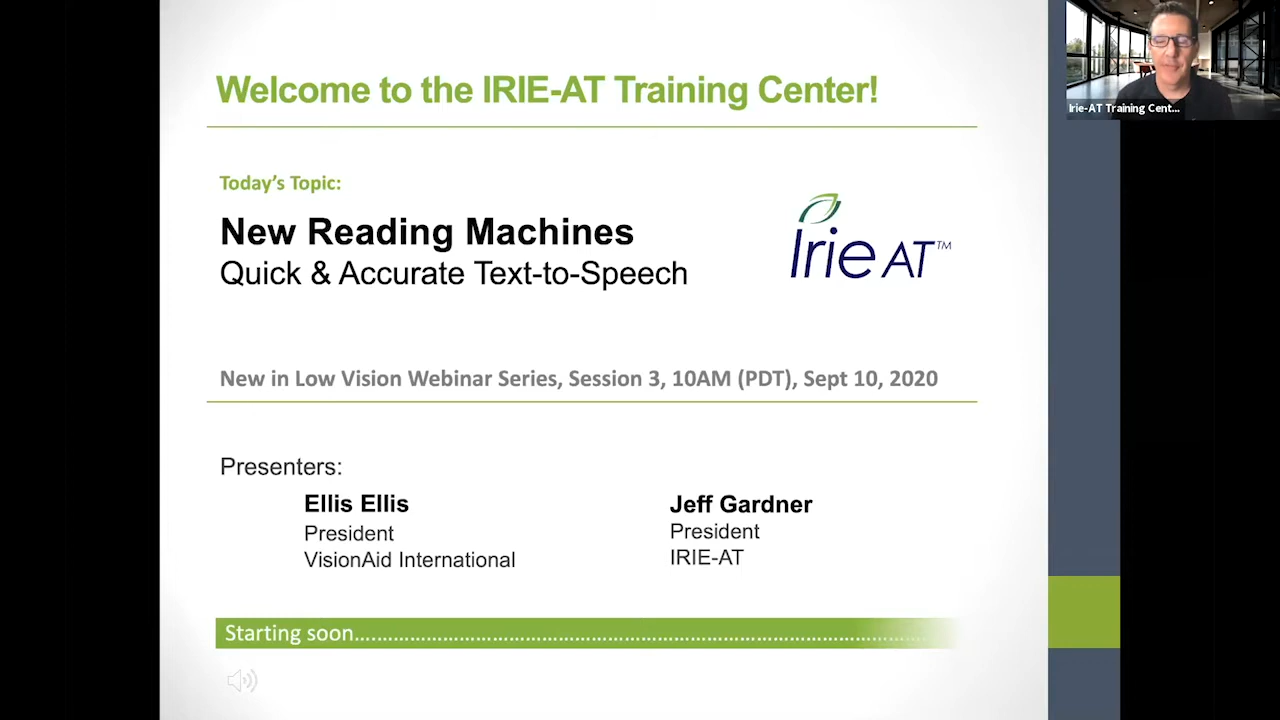 Welcome to the IRIE-AT Training Center!
Irie-AT Training Cent...
Today's Topic:
New Reading Machines
Quick & Accurate Text-to-Speech
Irie AT™
New in Low Vision Webinar Series, Session 3, 10AM (PDT), Sept 10, 2020
Presenters:
Ellis Ellis
President
VisionAid International
Jeff Gardner
President
IRIE-AT
Starting soon………………………………………………………………………………